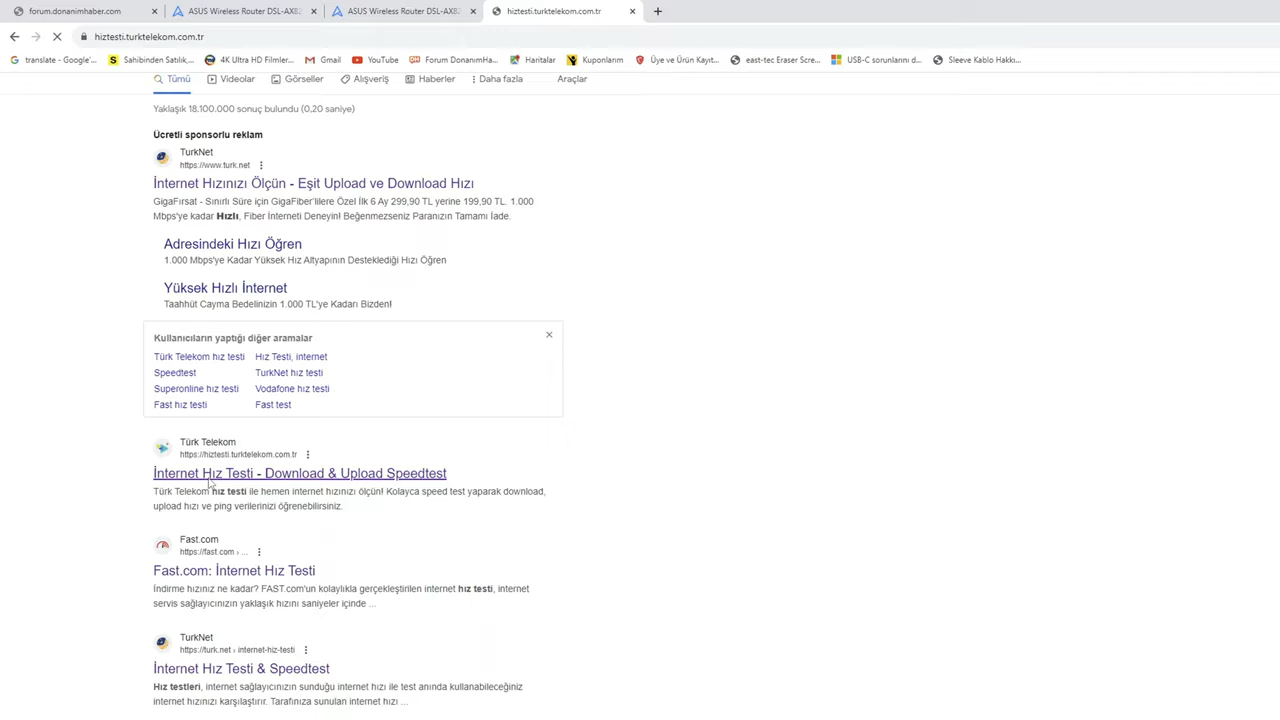 forum.donanimhaber.com
ASUS Wireless Router DSL-AX82
ASUS Wireless Router DSL-AX82
hiztesti.turktelekom.com.tr
hiztesti.turktelekom.com.tr
translate - Google'...
Sahibinden Satılık,...
4K Ultra HD Filmler...
Gmail
YouTube
Forum DonanımHa...
Haritalar
Kuponlarım
Üye ve Ürün Kayıt...
east-tec Eraser Scre...
USB-C sorunlarını d...
Sleeve Kablo Hakkı...
Tümü
Videolar
Görseller
Alışveriş
Haberler
Daha fazla
Araçlar
Yaklaşık 18.100.000 sonuç bulundu (0,20 saniye)
Ücretli sponsorlu reklam
TurkNet
https://www.turk.net
İnternet Hızınızı Ölçün - Eşit Upload ve Download Hızı
GigaFırsat - Sınırlı Süre için GigaFiber'lilere Özel İlk 6 Ay 299,90 TL yerine 199,90 TL. 1.000
Mbps'ye kadar Hızlı, Fiber İnterneti Deneyin! Beğenmezseniz Paranızın Tamamı İade.
Adresindeki Hızı Öğren
1.000 Mbps'ye Kadar Yüksek Hız Altyapının Desteklediği Hızı Öğren
Yüksek Hızlı İnternet
Taahhüt Cayma Bedelinizin 1.000 TL'ye Kadarı Bizden!
Kullanıcıların yaptığı diğer aramalar
Türk Telekom hız testi
Hız Testi, internet
Speedtest
TurkNet hız testi
Superonline hız testi
Vodafone hız testi
Fast hız testi
Fast test
Türk Telekom
https://hiztesti.turktelekom.com.tr
İnternet Hız Testi - Download & Upload Speedtest
Türk Telekom hız testi ile hemen internet hızınızı ölçün! Kolayca speed test yaparak download,
upload hızı ve ping verilerinizi öğrenebilirsiniz.
Fast.com
https://fast.com › ...
Fast.com: İnternet Hız Testi
İndirme hızınız ne kadar? FAST.com'un kolaylıkla gerçekleştirilen internet hız testi, internet
servis sağlayıcınızın yaklaşık hızını saniyeler içinde ...
TurkNet
https://turk.net › internet-hiz-testi
İnternet Hız Testi & Speedtest
Hız testleri, internet sağlayıcınızın sunduğu internet hızı ile test anında kullanabileceğiniz
internet hızınızı karşılaştırır. Tarafınıza sunulan internet hızı ...